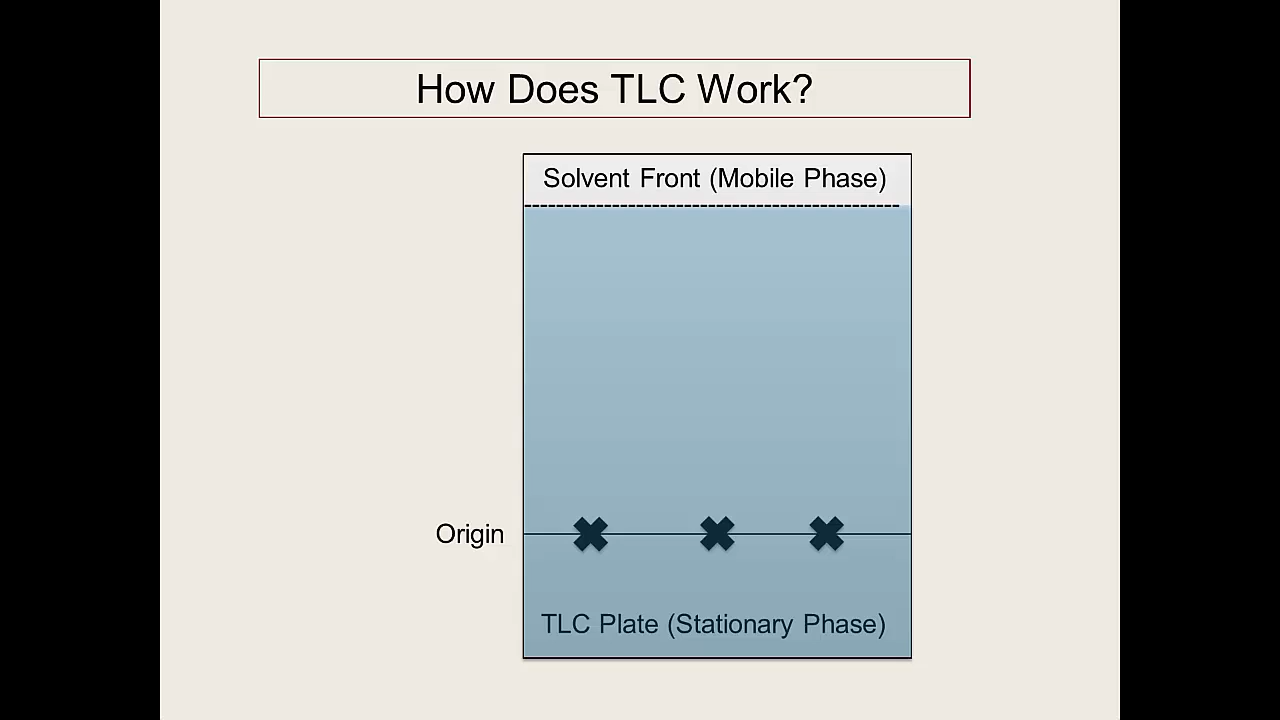 How Does TLC Work?
Solvent Front (Mobile Phase)
Origin
TLC Plate (Stationary Phase)